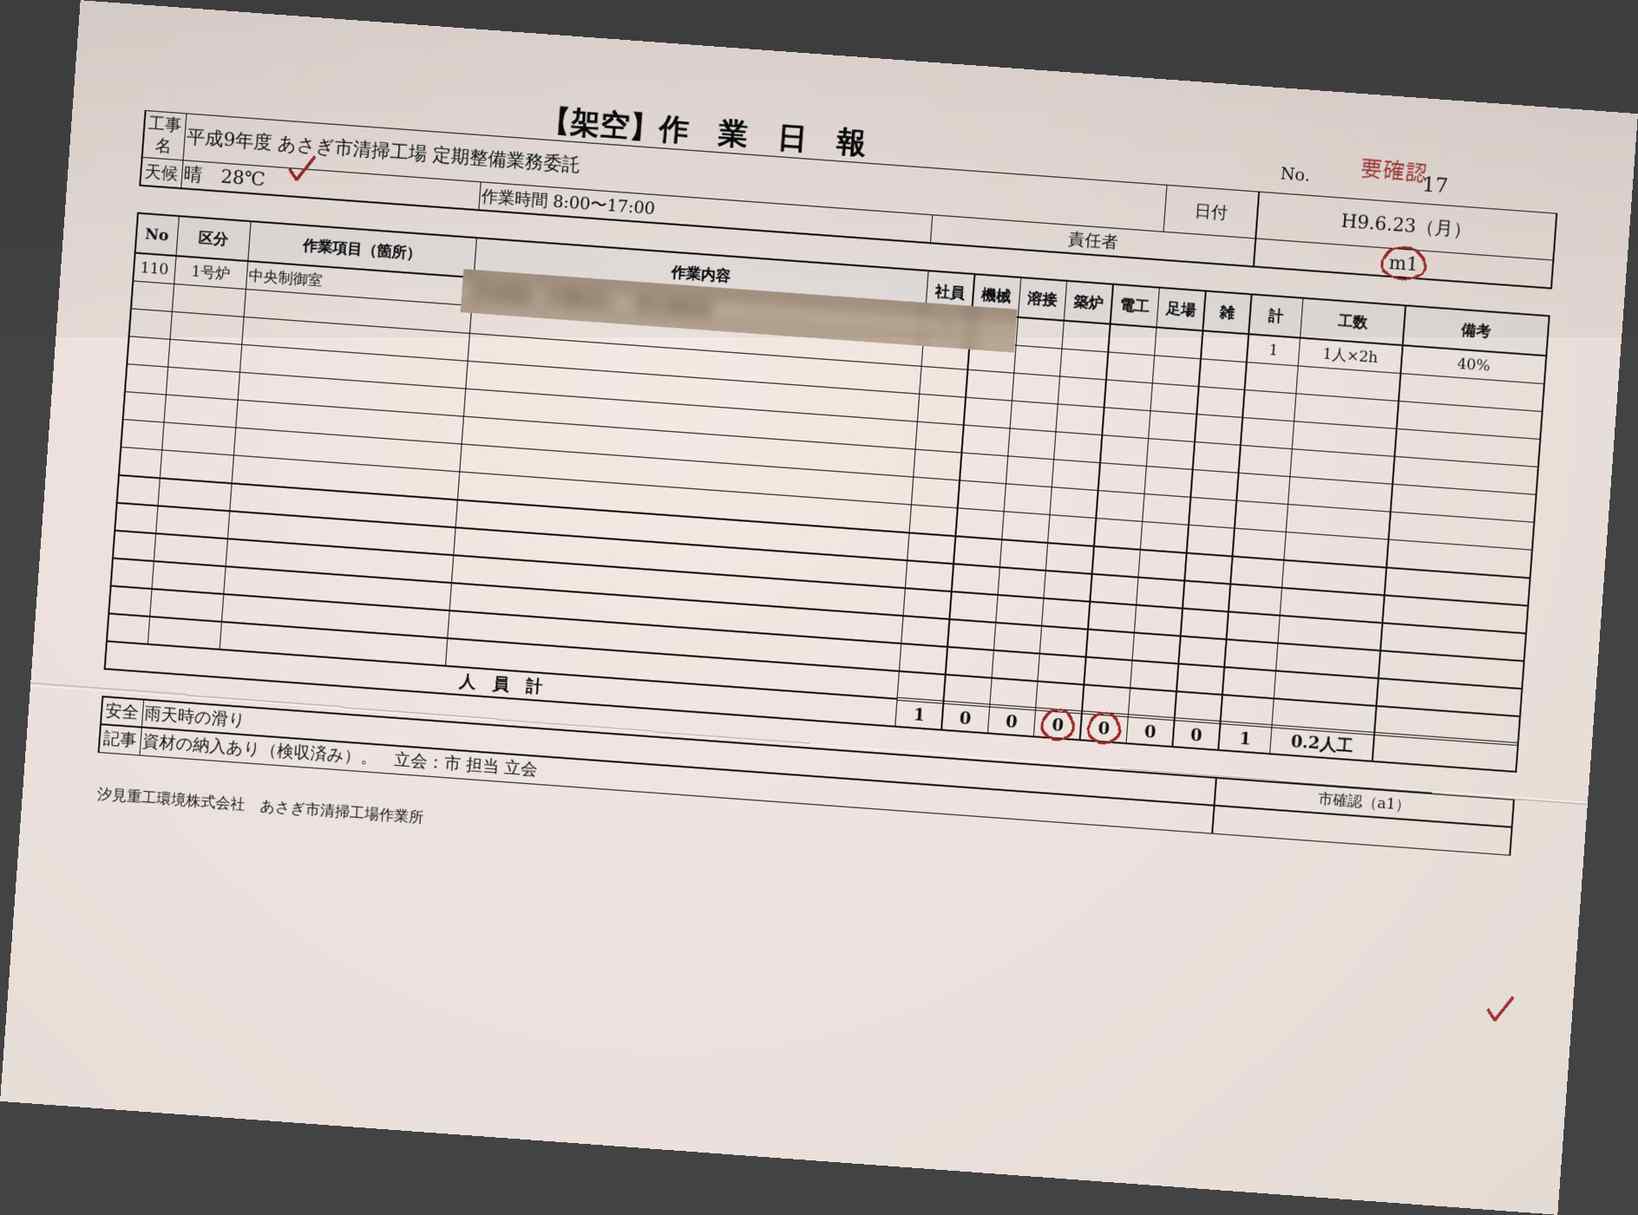 【架空】作 業 日 報
No. 要確認 17
工事名 平成9年度 あさぎ市清掃工場 定期整備業務委託 日付 H9.6.23（月）
天候 晴 28℃ 作業時間 8:00〜17:00 責任者 m1
No 区分 作業項目（箇所） 作業内容 社員 機械 溶接 築炉 電工 足場 雑 計 工数 備考
110 1号炉 中央制御室 1 1人×2h 40%
人 員 計 1 0 0 0 0 0 0 1 0.2人工
安全 雨天時の滑り
記事 資材の納入あり（検収済み）。 立会：市 担当 立会
市確認（a1）
汐見重工環境株式会社 あさぎ市清掃工場作業所